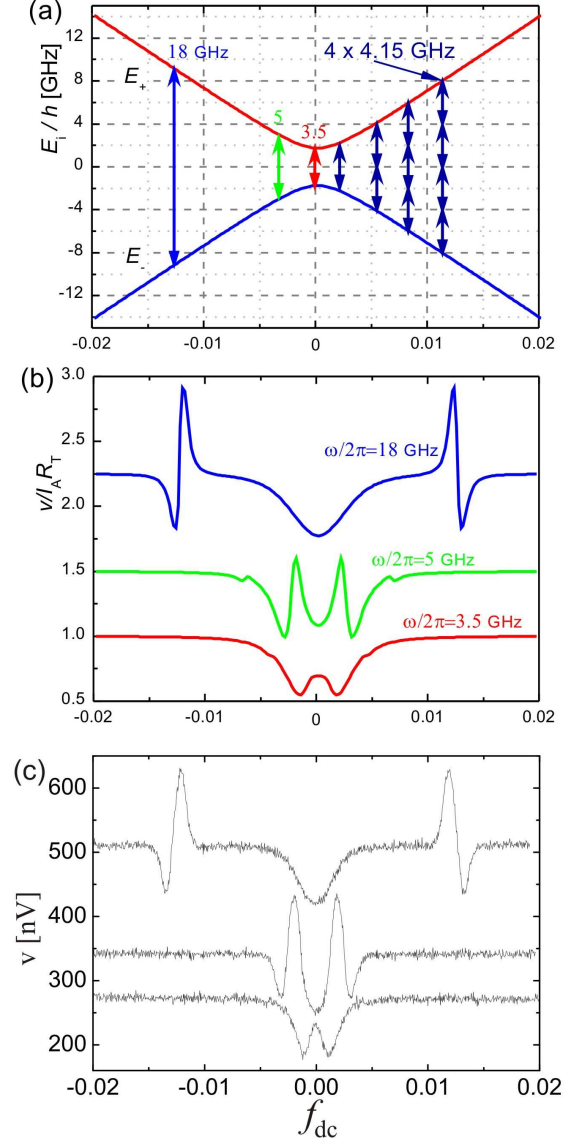 (a)
E_i / h [GHz]
12
8
4
0
-4
-8
-12
18 GHz
E_+
5
3.5
4 x 4.15 GHz
E_-
-0.02 -0.01 0 0.01 0.02
(b)
v/I_A R_T
3.0
2.5
2.0
1.5
1.0
0.5
ω/2π=18 GHz
ω/2π=5 GHz
ω/2π=3.5 GHz
-0.02 -0.01 0 0.01 0.02
(c)
v [nV]
600
500
400
300
200
-0.02 -0.01 0.00 0.01 0.02
f_dc